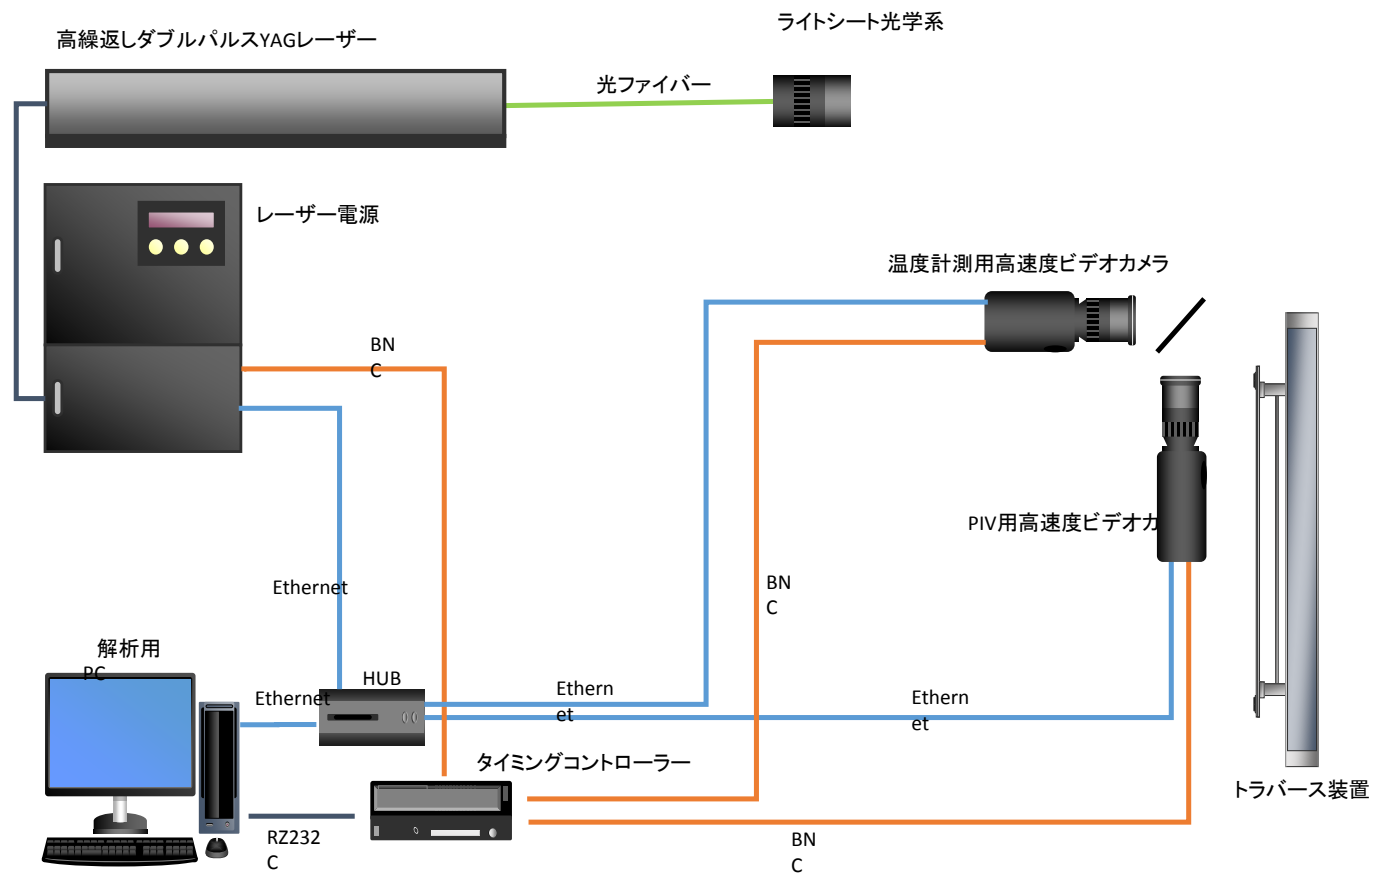 ライトシート光学系
高繰返しダブルパルスYAGレーザー
光ファイバー
レーザー電源
温度計測用高速度ビデオカメラ
BN
C
PIV用高速度ビデオカ
Ethernet
BN
C
解析用
PC
HUB
Ethernet
Ethern
et
Ethern
et
タイミングコントローラー
トラバース装置
RZ232
C
BN
C